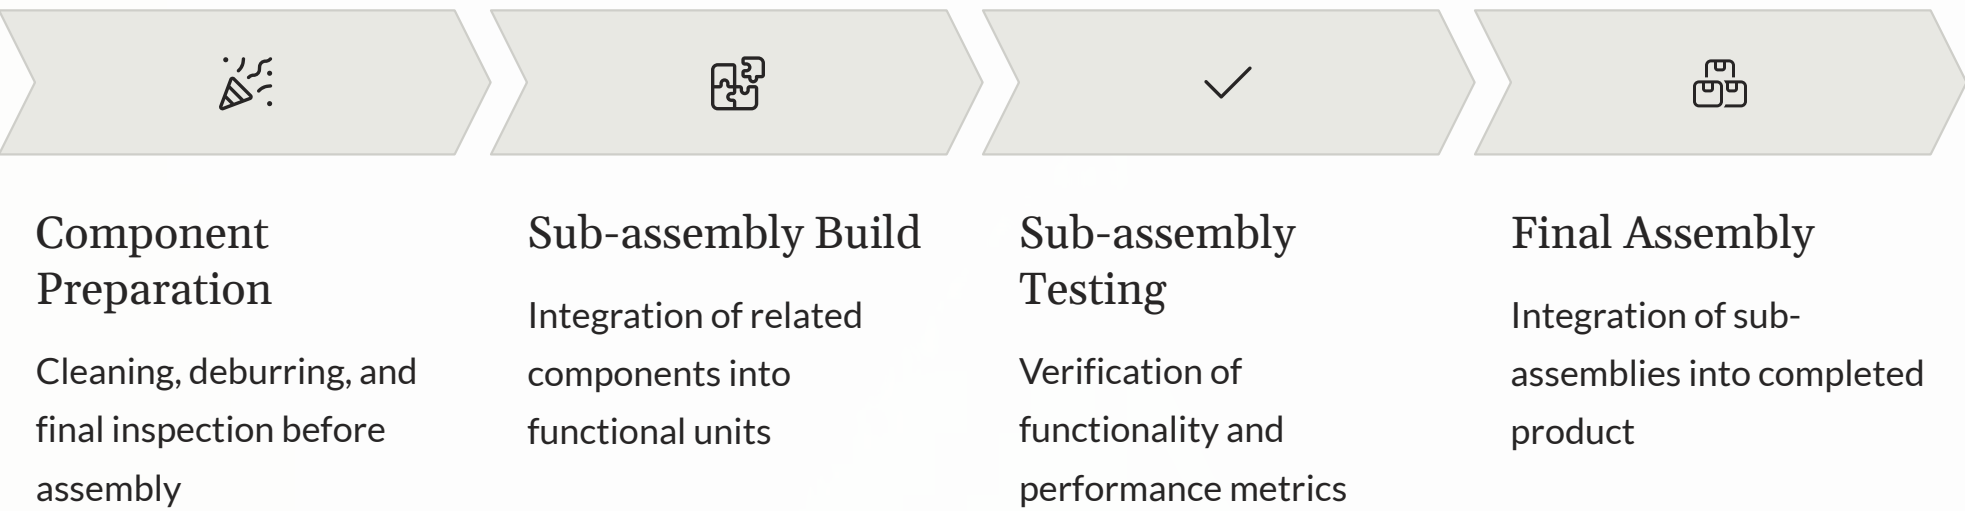 Component
Preparation
Cleaning, deburring, and
final inspection before
assembly
Sub-assembly Build
Integration of related
components into
functional units
Sub-assembly
Testing
Verification of
functionality and
performance metrics
Final Assembly
Integration of sub-
assemblies into completed
product